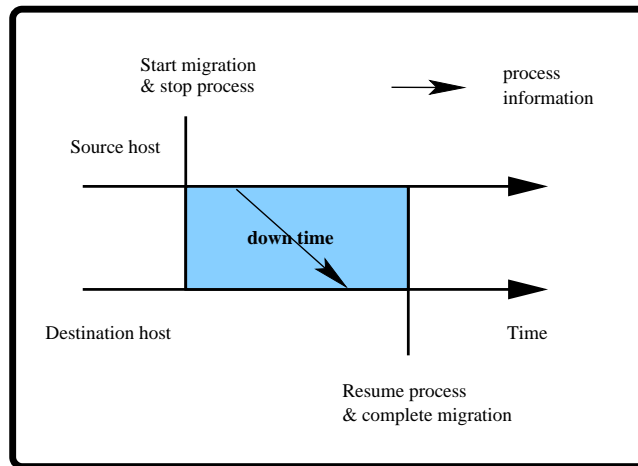 Start migration
& stop process
process
information
Source host
down time
Destination host
Time
Resume process
& complete migration